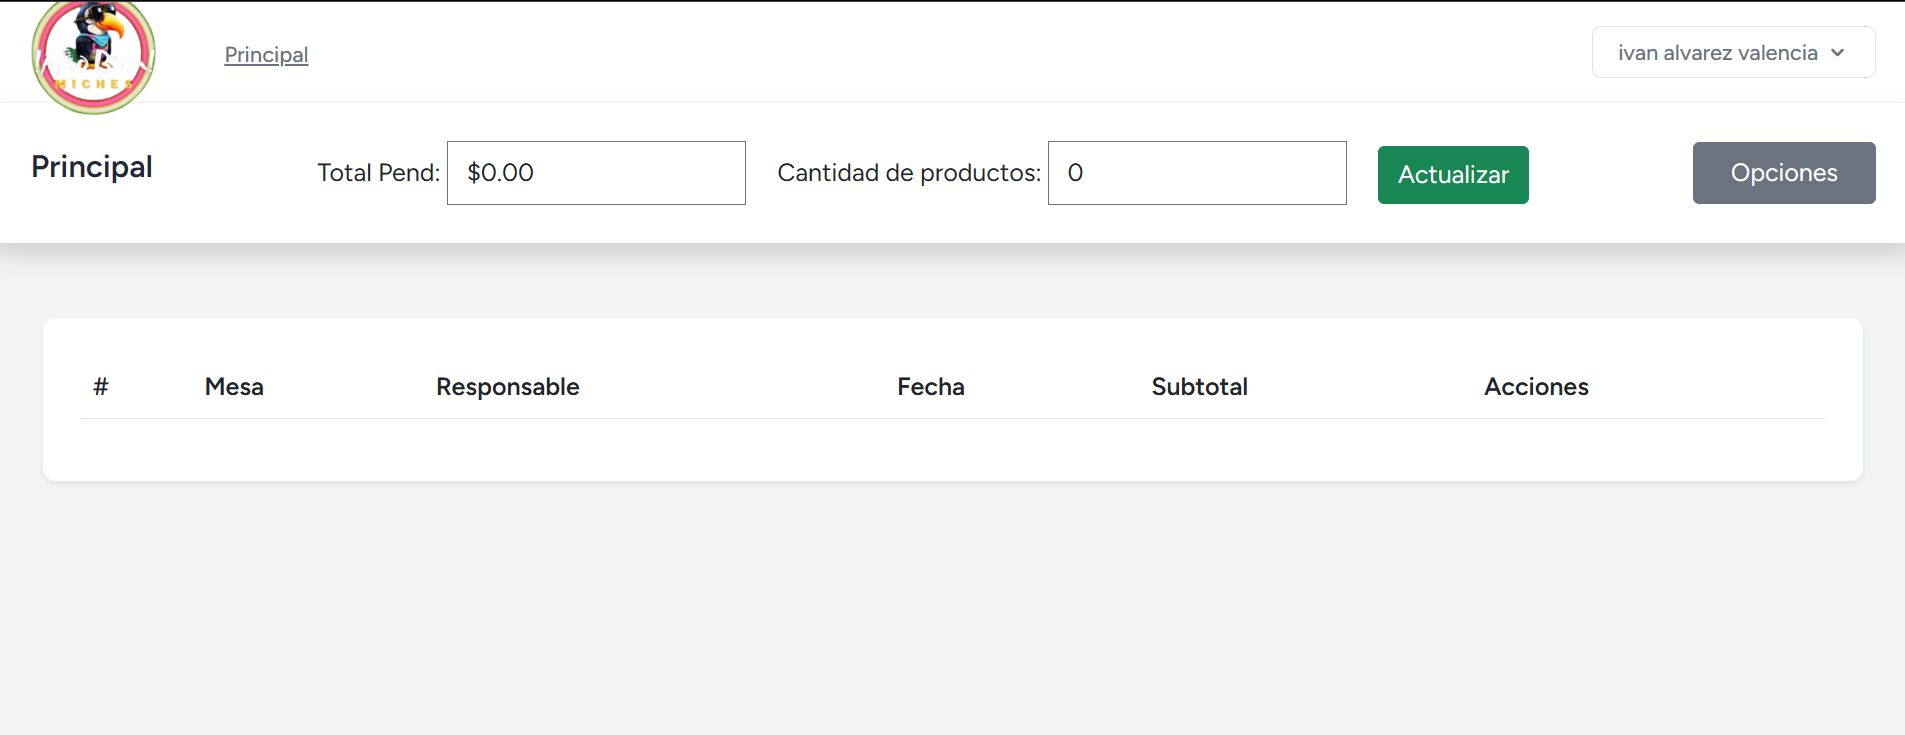 MICHES
Principal
ivan alvarez valencia
Principal
Total Pend: $0.00
Cantidad de productos: 0
Actualizar
Opciones
# Mesa Responsable Fecha Subtotal Acciones